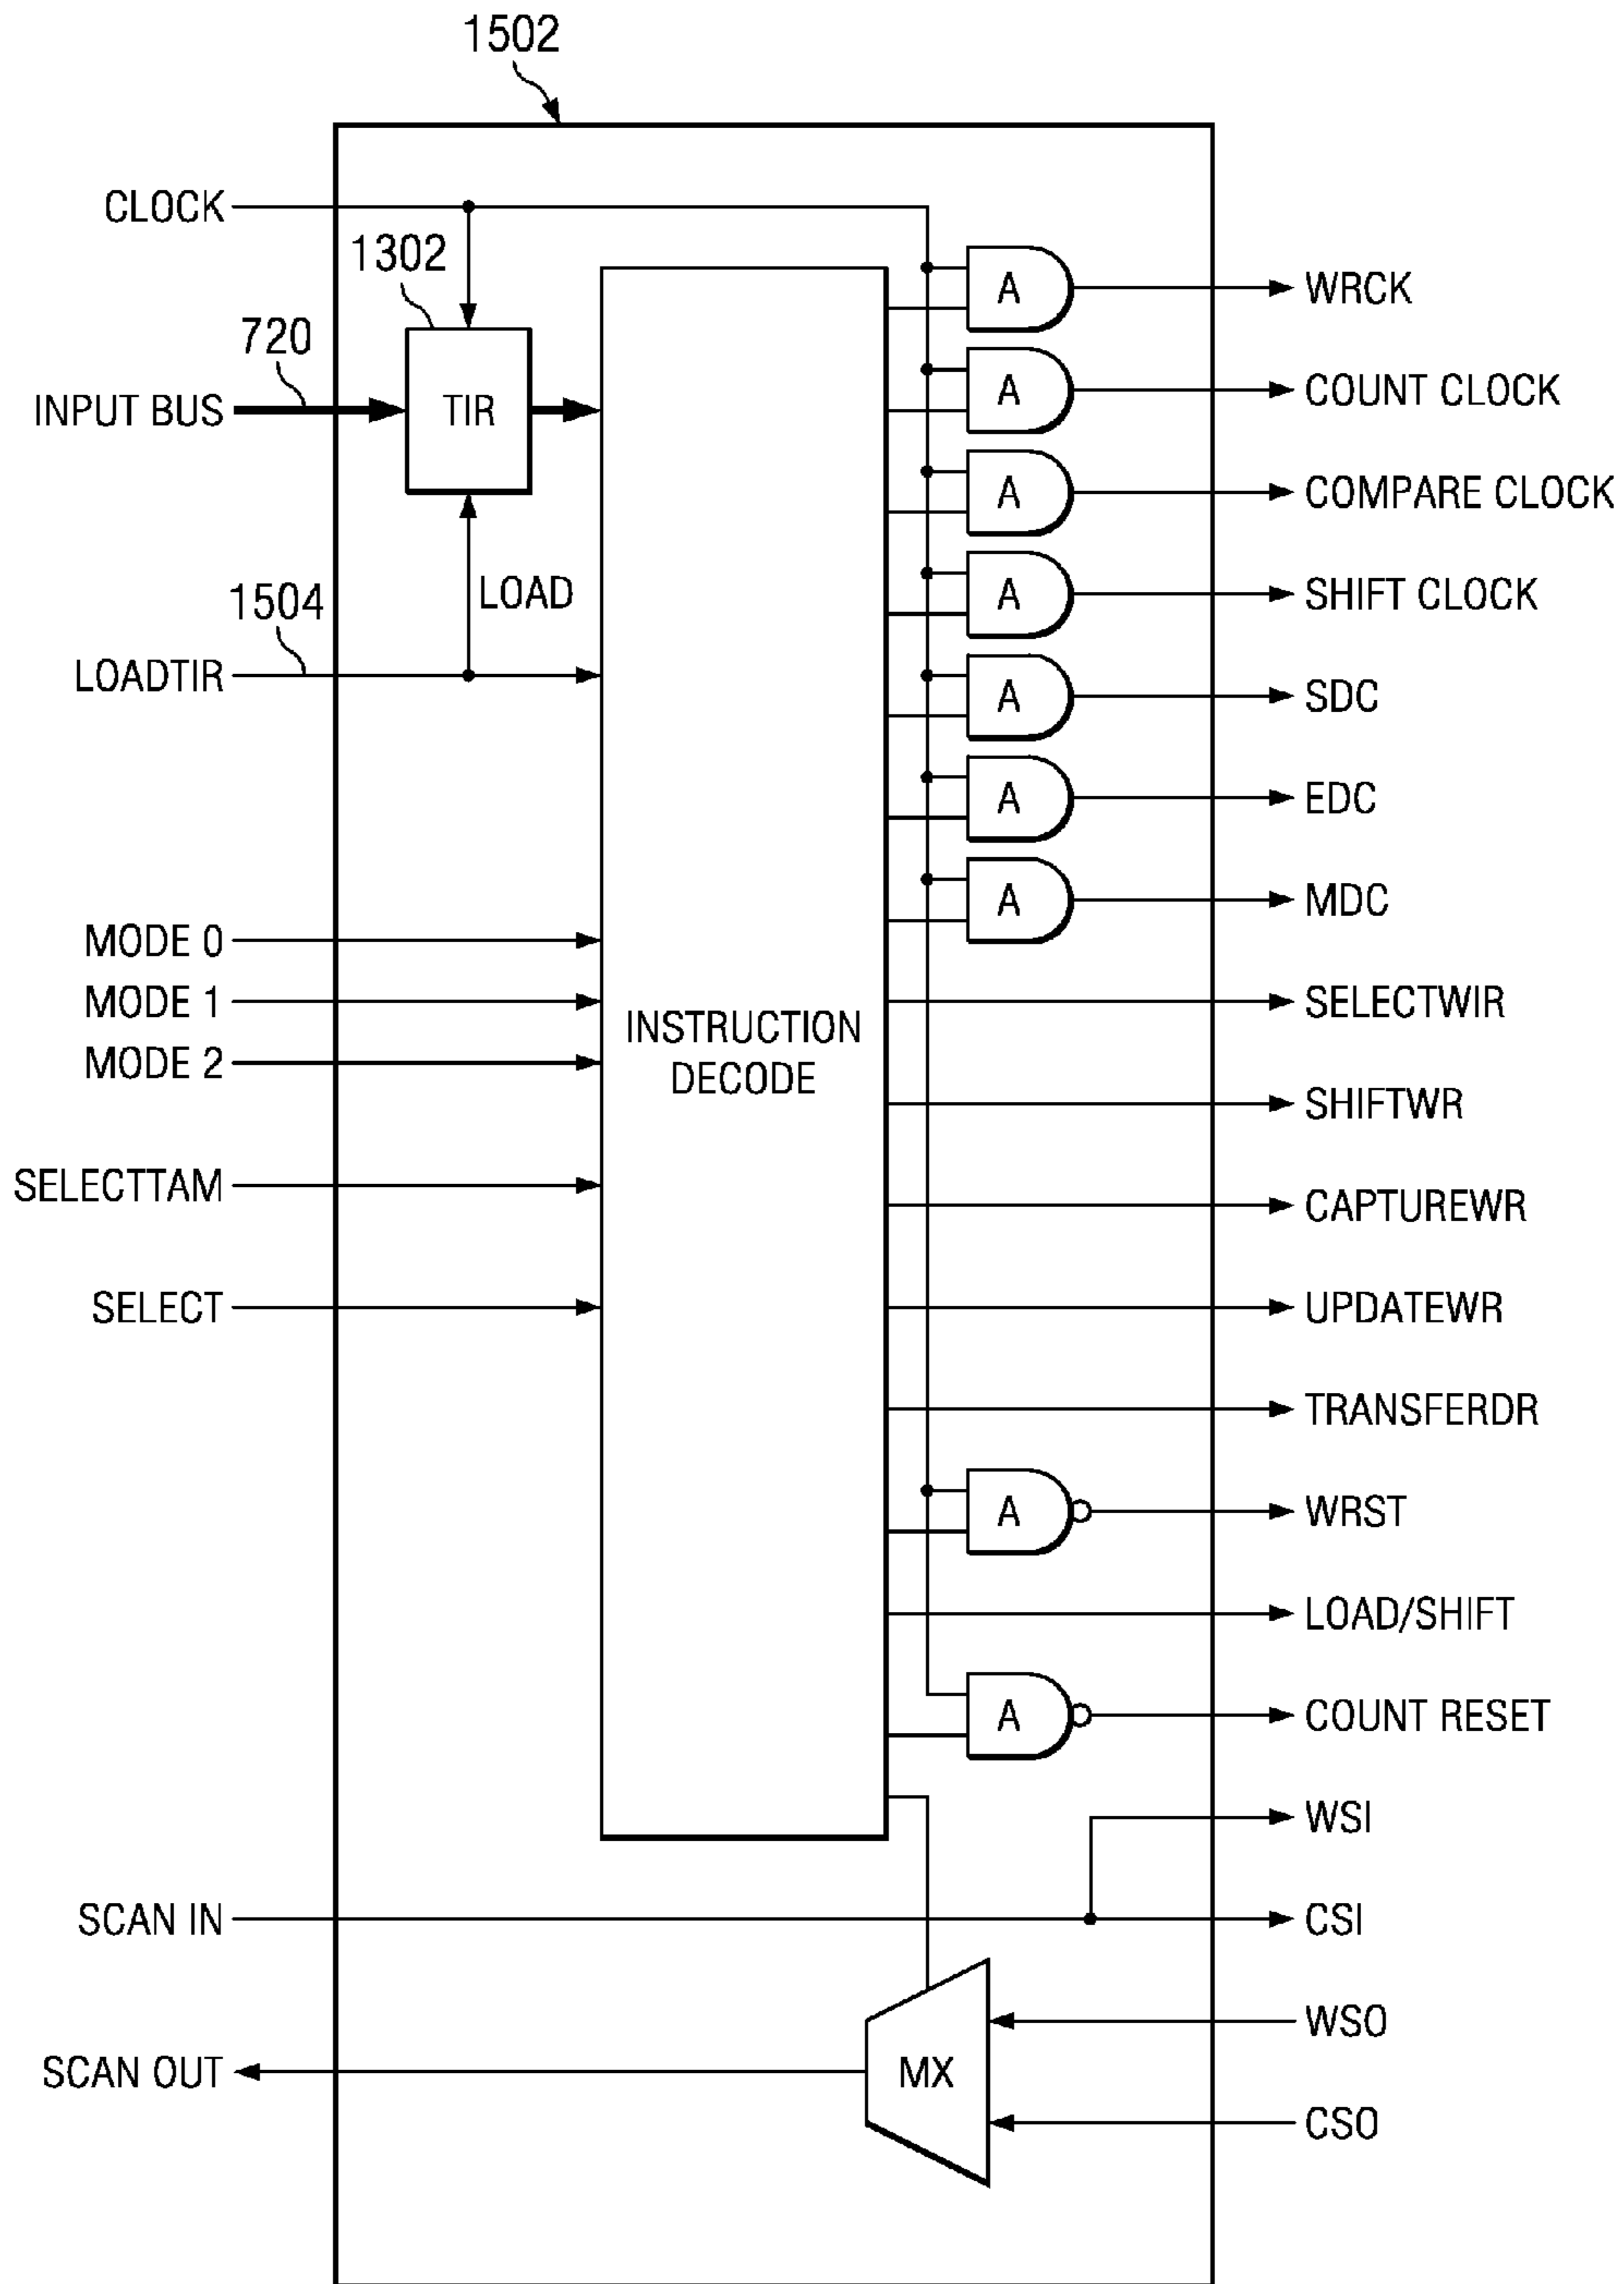 1502
CLOCK
1302
720
INPUT BUS
TIR
LOAD
1504
LOADTIR
MODE 0
MODE 1
MODE 2
SELECTTAM
SELECT
INSTRUCTION
DECODE
A
WRCK
A
COUNT CLOCK
A
COMPARE CLOCK
A
SHIFT CLOCK
A
SDC
A
EDC
A
MDC
SELECTWIR
SHIFTWR
CAPTUREWR
UPDATEWR
TRANSFERDR
A
WRST
LOAD/SHIFT
A
COUNT RESET
WSI
SCAN IN
CSI
WSO
SCAN OUT
MX
CSO